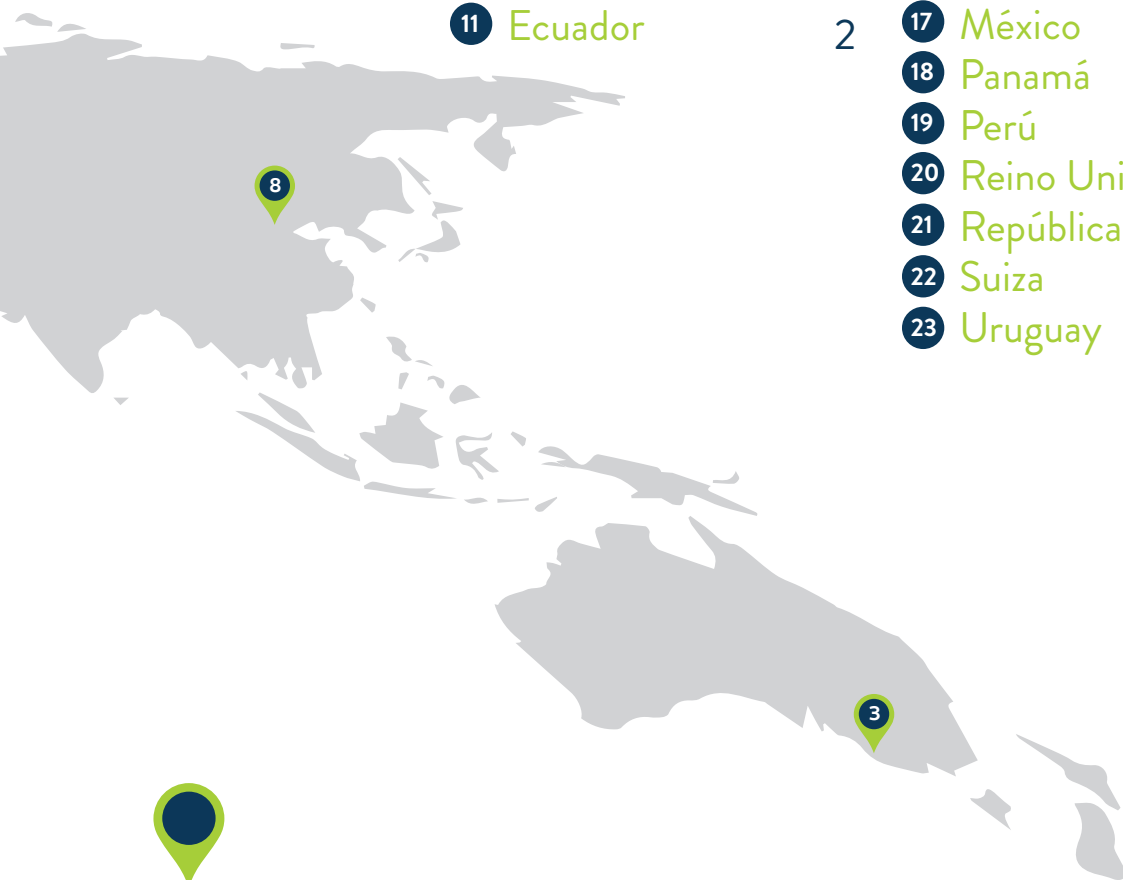 11 Ecuador 2
17 México
18 Panamá
19 Perú
20 Reino Uni
21 República
22 Suiza
23 Uruguay
8
3